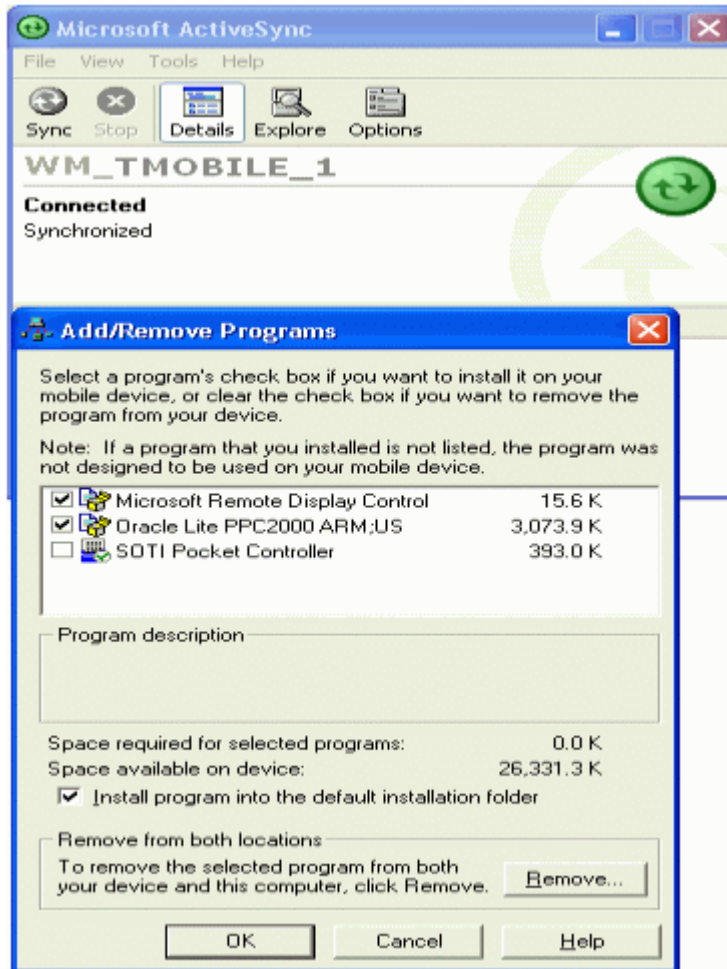 Microsoft ActiveSync
File View Tools Help
Sync Stop Details Explore Options
WM_TMOBILE_1
Connected
Synchronized
Add/Remove Programs
Select a program's check box if you want to install it on your
mobile device, or clear the check box if you want to remove the
program from your device.
Note: If a program that you installed is not listed, the program was
not designed to be used on your mobile device.
Microsoft Remote Display Control 15.6 K
Oracle Lite PPC2000 ARM;US 3,073.9 K
SOTI Pocket Controller 393.0 K
Program description
Space required for selected programs: 0.0 K
Space available on device: 26,331.3 K
Install program into the default installation folder
Remove from both locations
To remove the selected program from both
your device and this computer, click Remove.
Remove...
OK Cancel Help